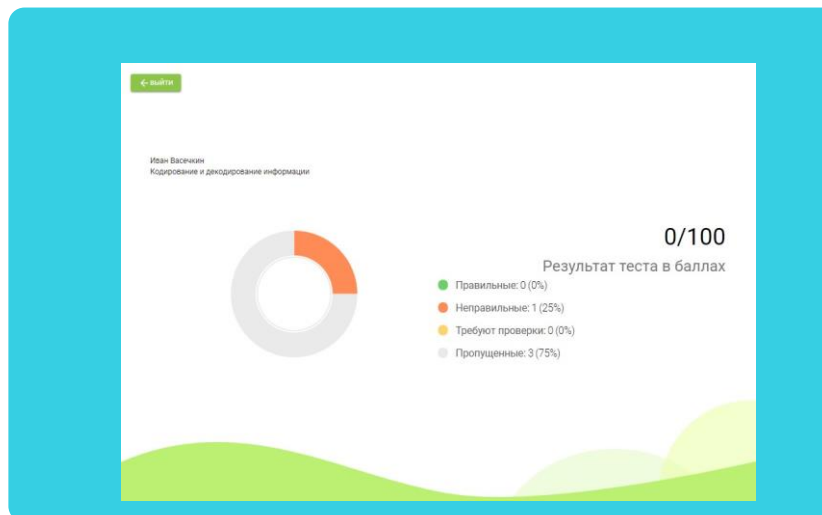 ← ВЫЙТИ
Иван Васечкин
Кодирование и декодирование информации
0/100
Результат теста в баллах
Правильные: 0 (0%)
Неправильные: 1 (25%)
Требуют проверки: 0 (0%)
Пропущенные: 3 (75%)